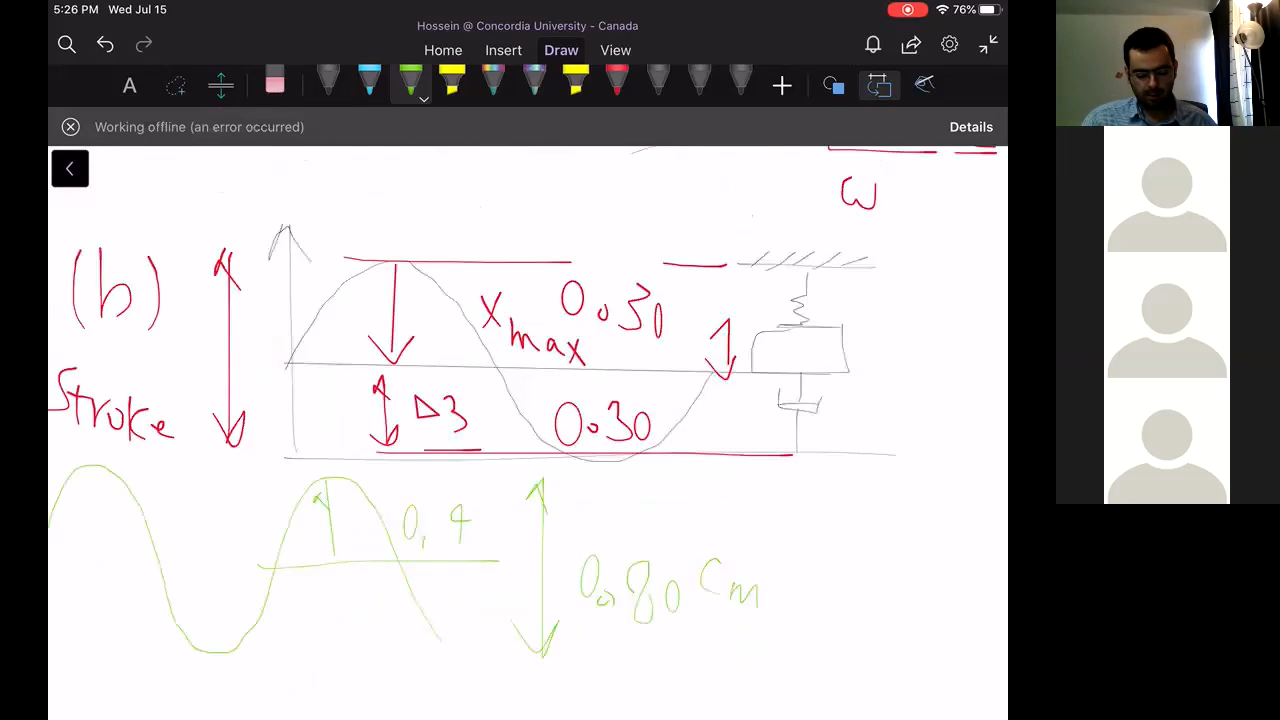 5:26 PM Wed Jul 15
76%
Hossein @ Concordia University - Canada
Home Insert Draw View
A
Working offline (an error occurred)
Details
ω
(b)
Stroke
x max
0.30
Δ3
0.30
0.4
0.80 cm